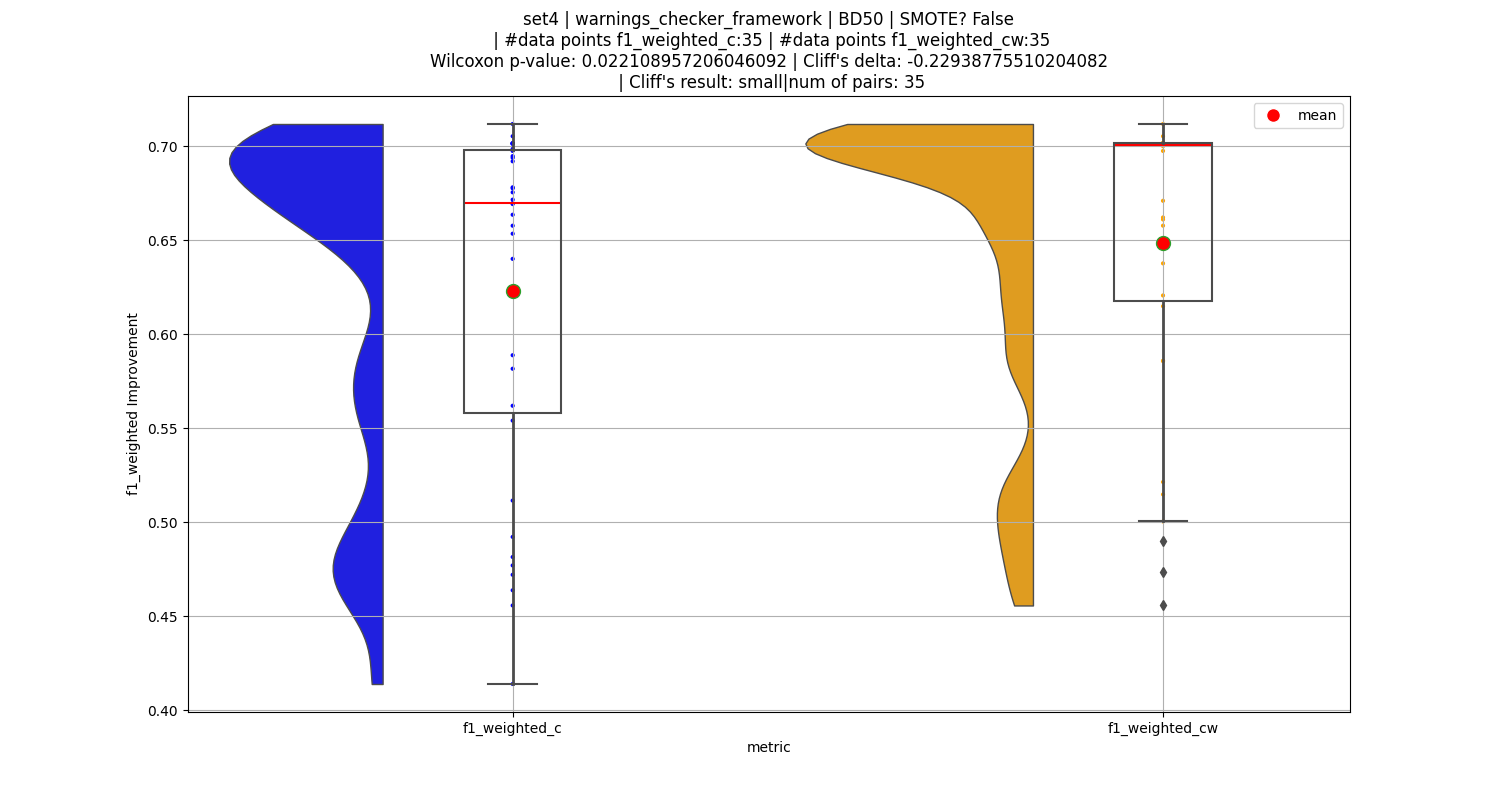 set4 | warnings_checker_framework | BD50 | SMOTE? False
| #data points f1_weighted_c:35 | #data points f1_weighted_cw:35
Wilcoxon p-value: 0.022108957206046092 | Cliff's delta: -0.22938775510204082
| Cliff's result: small|num of pairs: 35
mean
0.70
0.65
0.60
0.55
0.50
0.45
0.40
f1_weighted Improvement
f1_weighted_c
f1_weighted_cw
metric